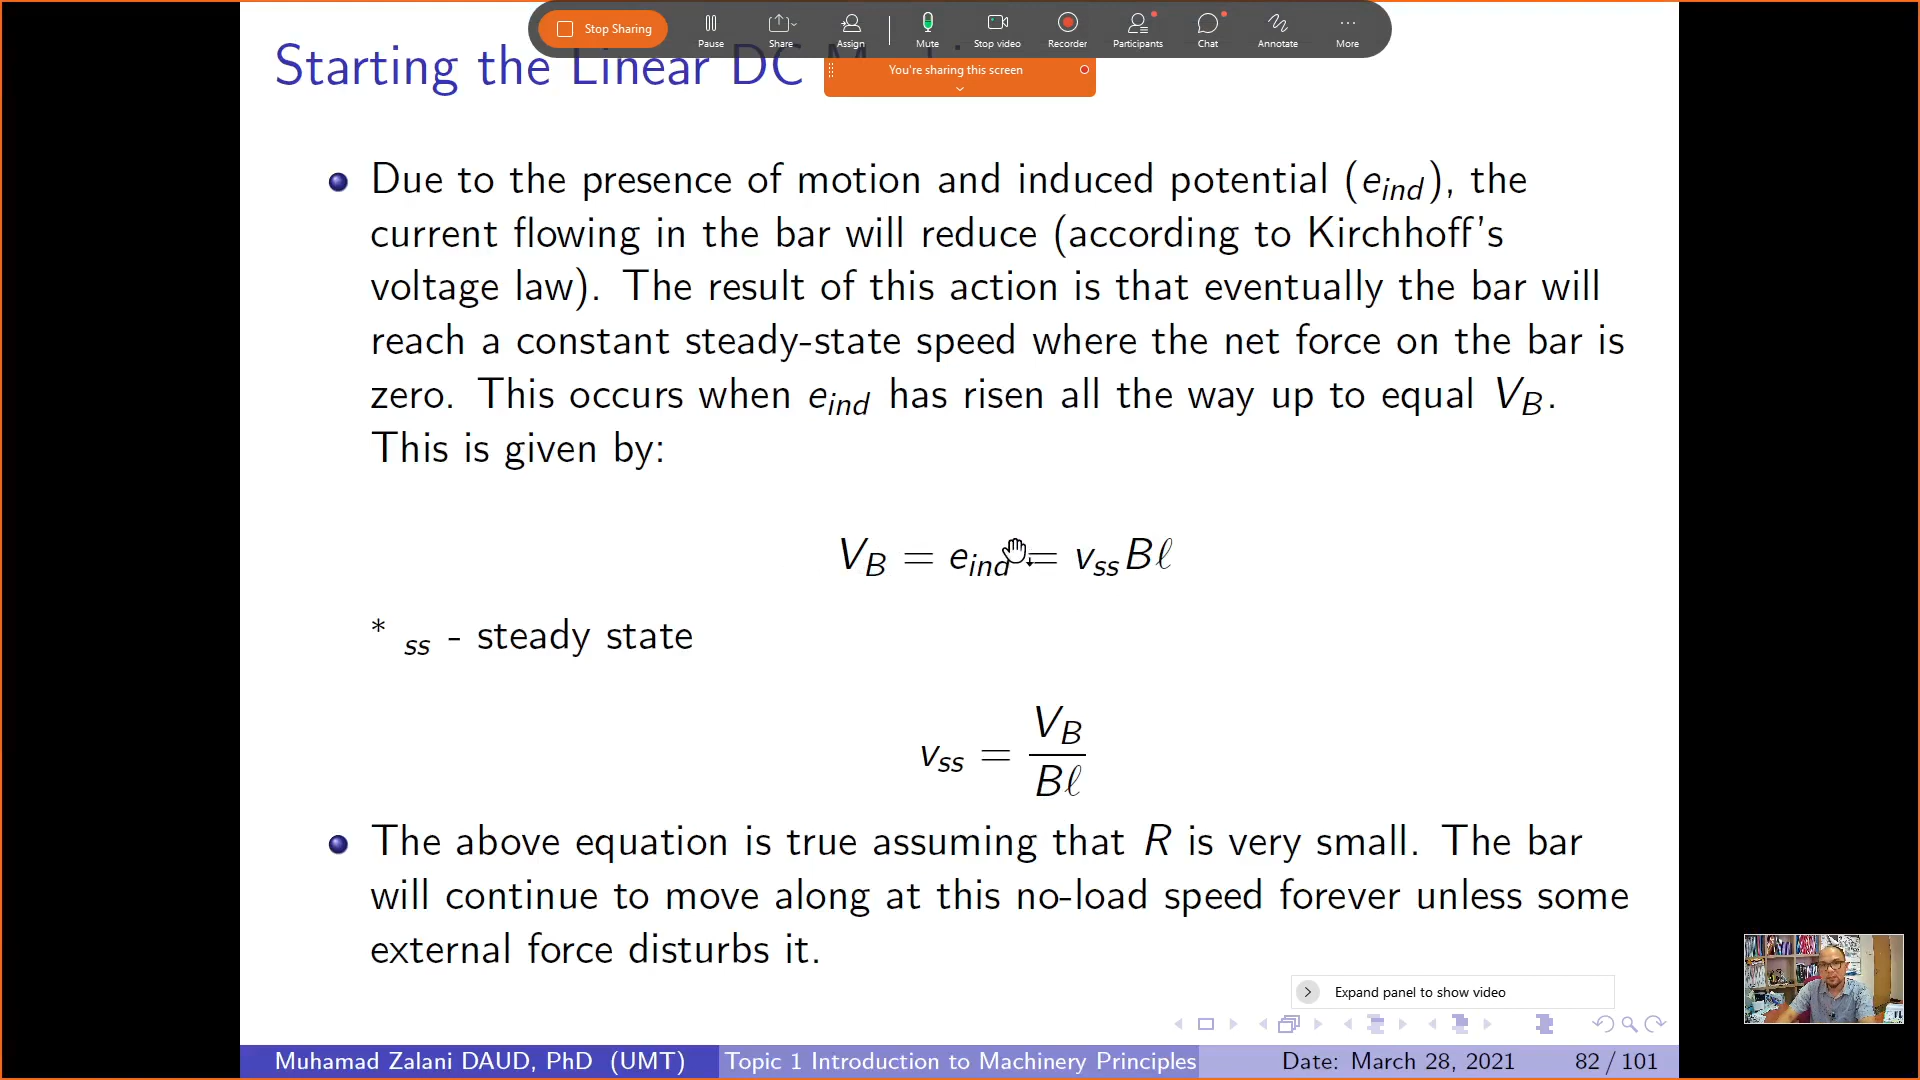 Stop Sharing
Pause
Share
Assign
Mute
Stop video
Recorder
Participants
Chat
Annotate
More
You're sharing this screen
Starting the Linear DC
Due to the presence of motion and induced potential (e_ind), the
current flowing in the bar will reduce (according to Kirchhoff's
voltage law). The result of this action is that eventually the bar will
reach a constant steady-state speed where the net force on the bar is
zero. This occurs when e_ind has risen all the way up to equal V_B.
This is given by:
V_B = e_ind = v_ss Bℓ
* ss - steady state
v_ss = V_B / Bℓ
The above equation is true assuming that R is very small. The bar
will continue to move along at this no-load speed forever unless some
external force disturbs it.
Expand panel to show video
Muhamad Zalani DAUD, PhD (UMT) Topic 1 Introduction to Machinery Principles Date: March 28, 2021 82 / 101